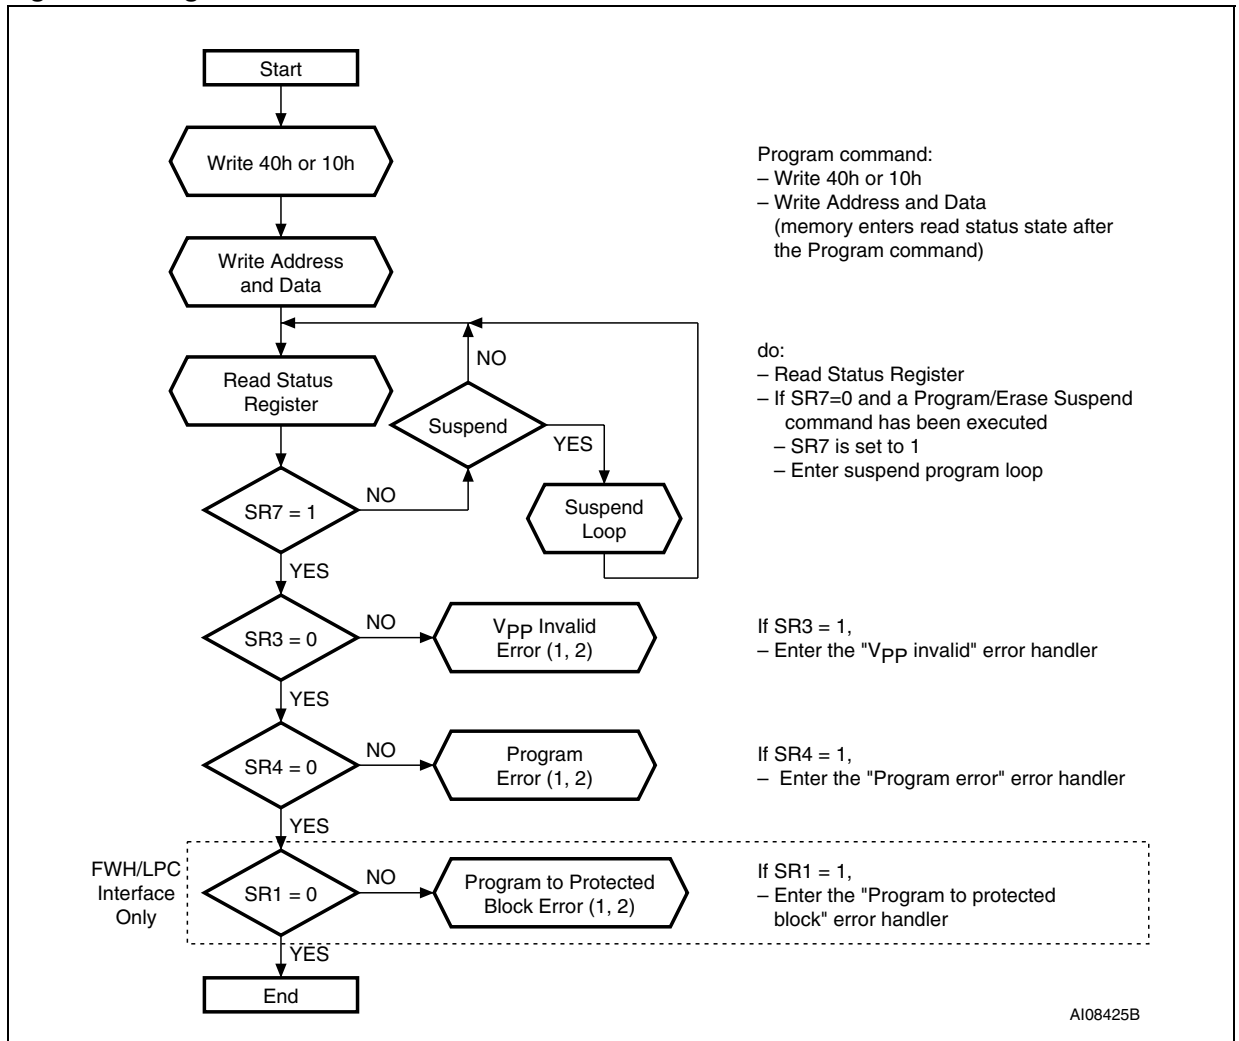 Start
Write 40h or 10h
Program command:
– Write 40h or 10h
– Write Address and Data
(memory enters read status state after
the Program command)
Write Address
and Data
NO
do:
– Read Status Register
– If SR7=0 and a Program/Erase Suspend
command has been executed
– SR7 is set to 1
– Enter suspend program loop
Read Status
Register
Suspend
YES
SR7 = 1
NO
Suspend
Loop
YES
SR3 = 0
NO
VPP Invalid
Error (1, 2)
If SR3 = 1,
– Enter the "VPP invalid" error handler
YES
SR4 = 0
NO
Program
Error (1, 2)
If SR4 = 1,
– Enter the "Program error" error handler
YES
FWH/LPC
Interface
Only
SR1 = 0
NO
Program to Protected
Block Error (1, 2)
If SR1 = 1,
– Enter the "Program to protected
block" error handler
YES
End
AI08425B